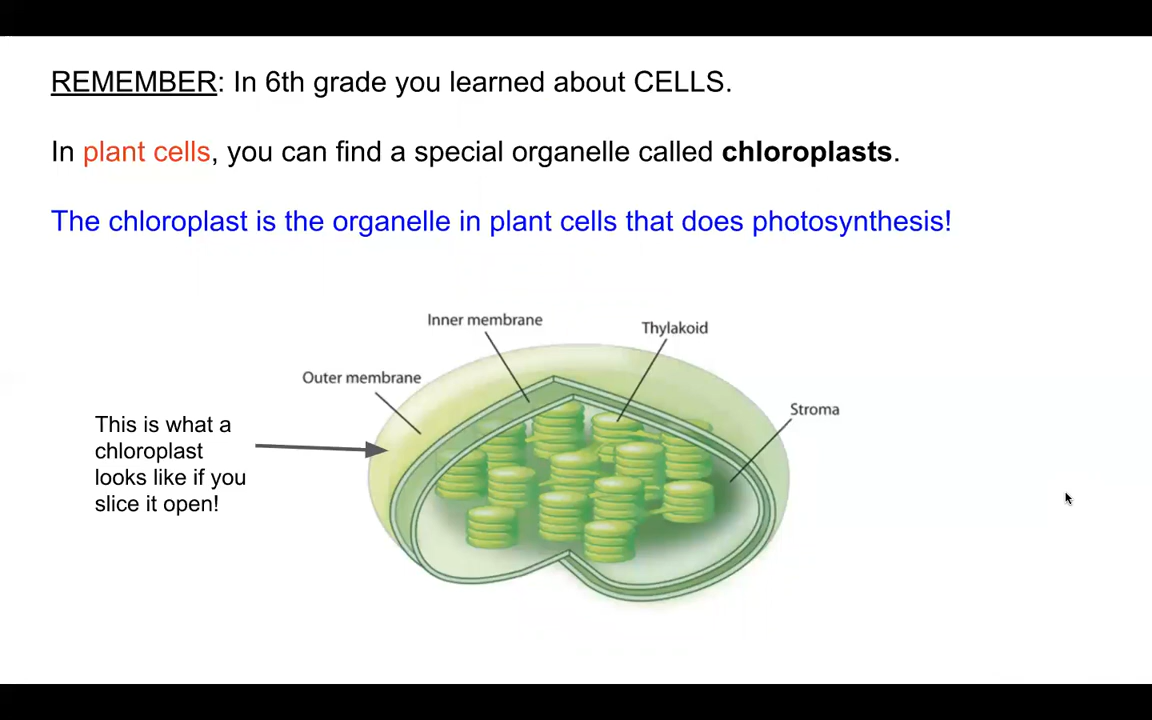 REMEMBER: In 6th grade you learned about CELLS.
In plant cells, you can find a special organelle called chloroplasts.
The chloroplast is the organelle in plant cells that does photosynthesis!
Inner membrane
Thylakoid
Outer membrane
Stroma
This is what a
chloroplast
looks like if you
slice it open!